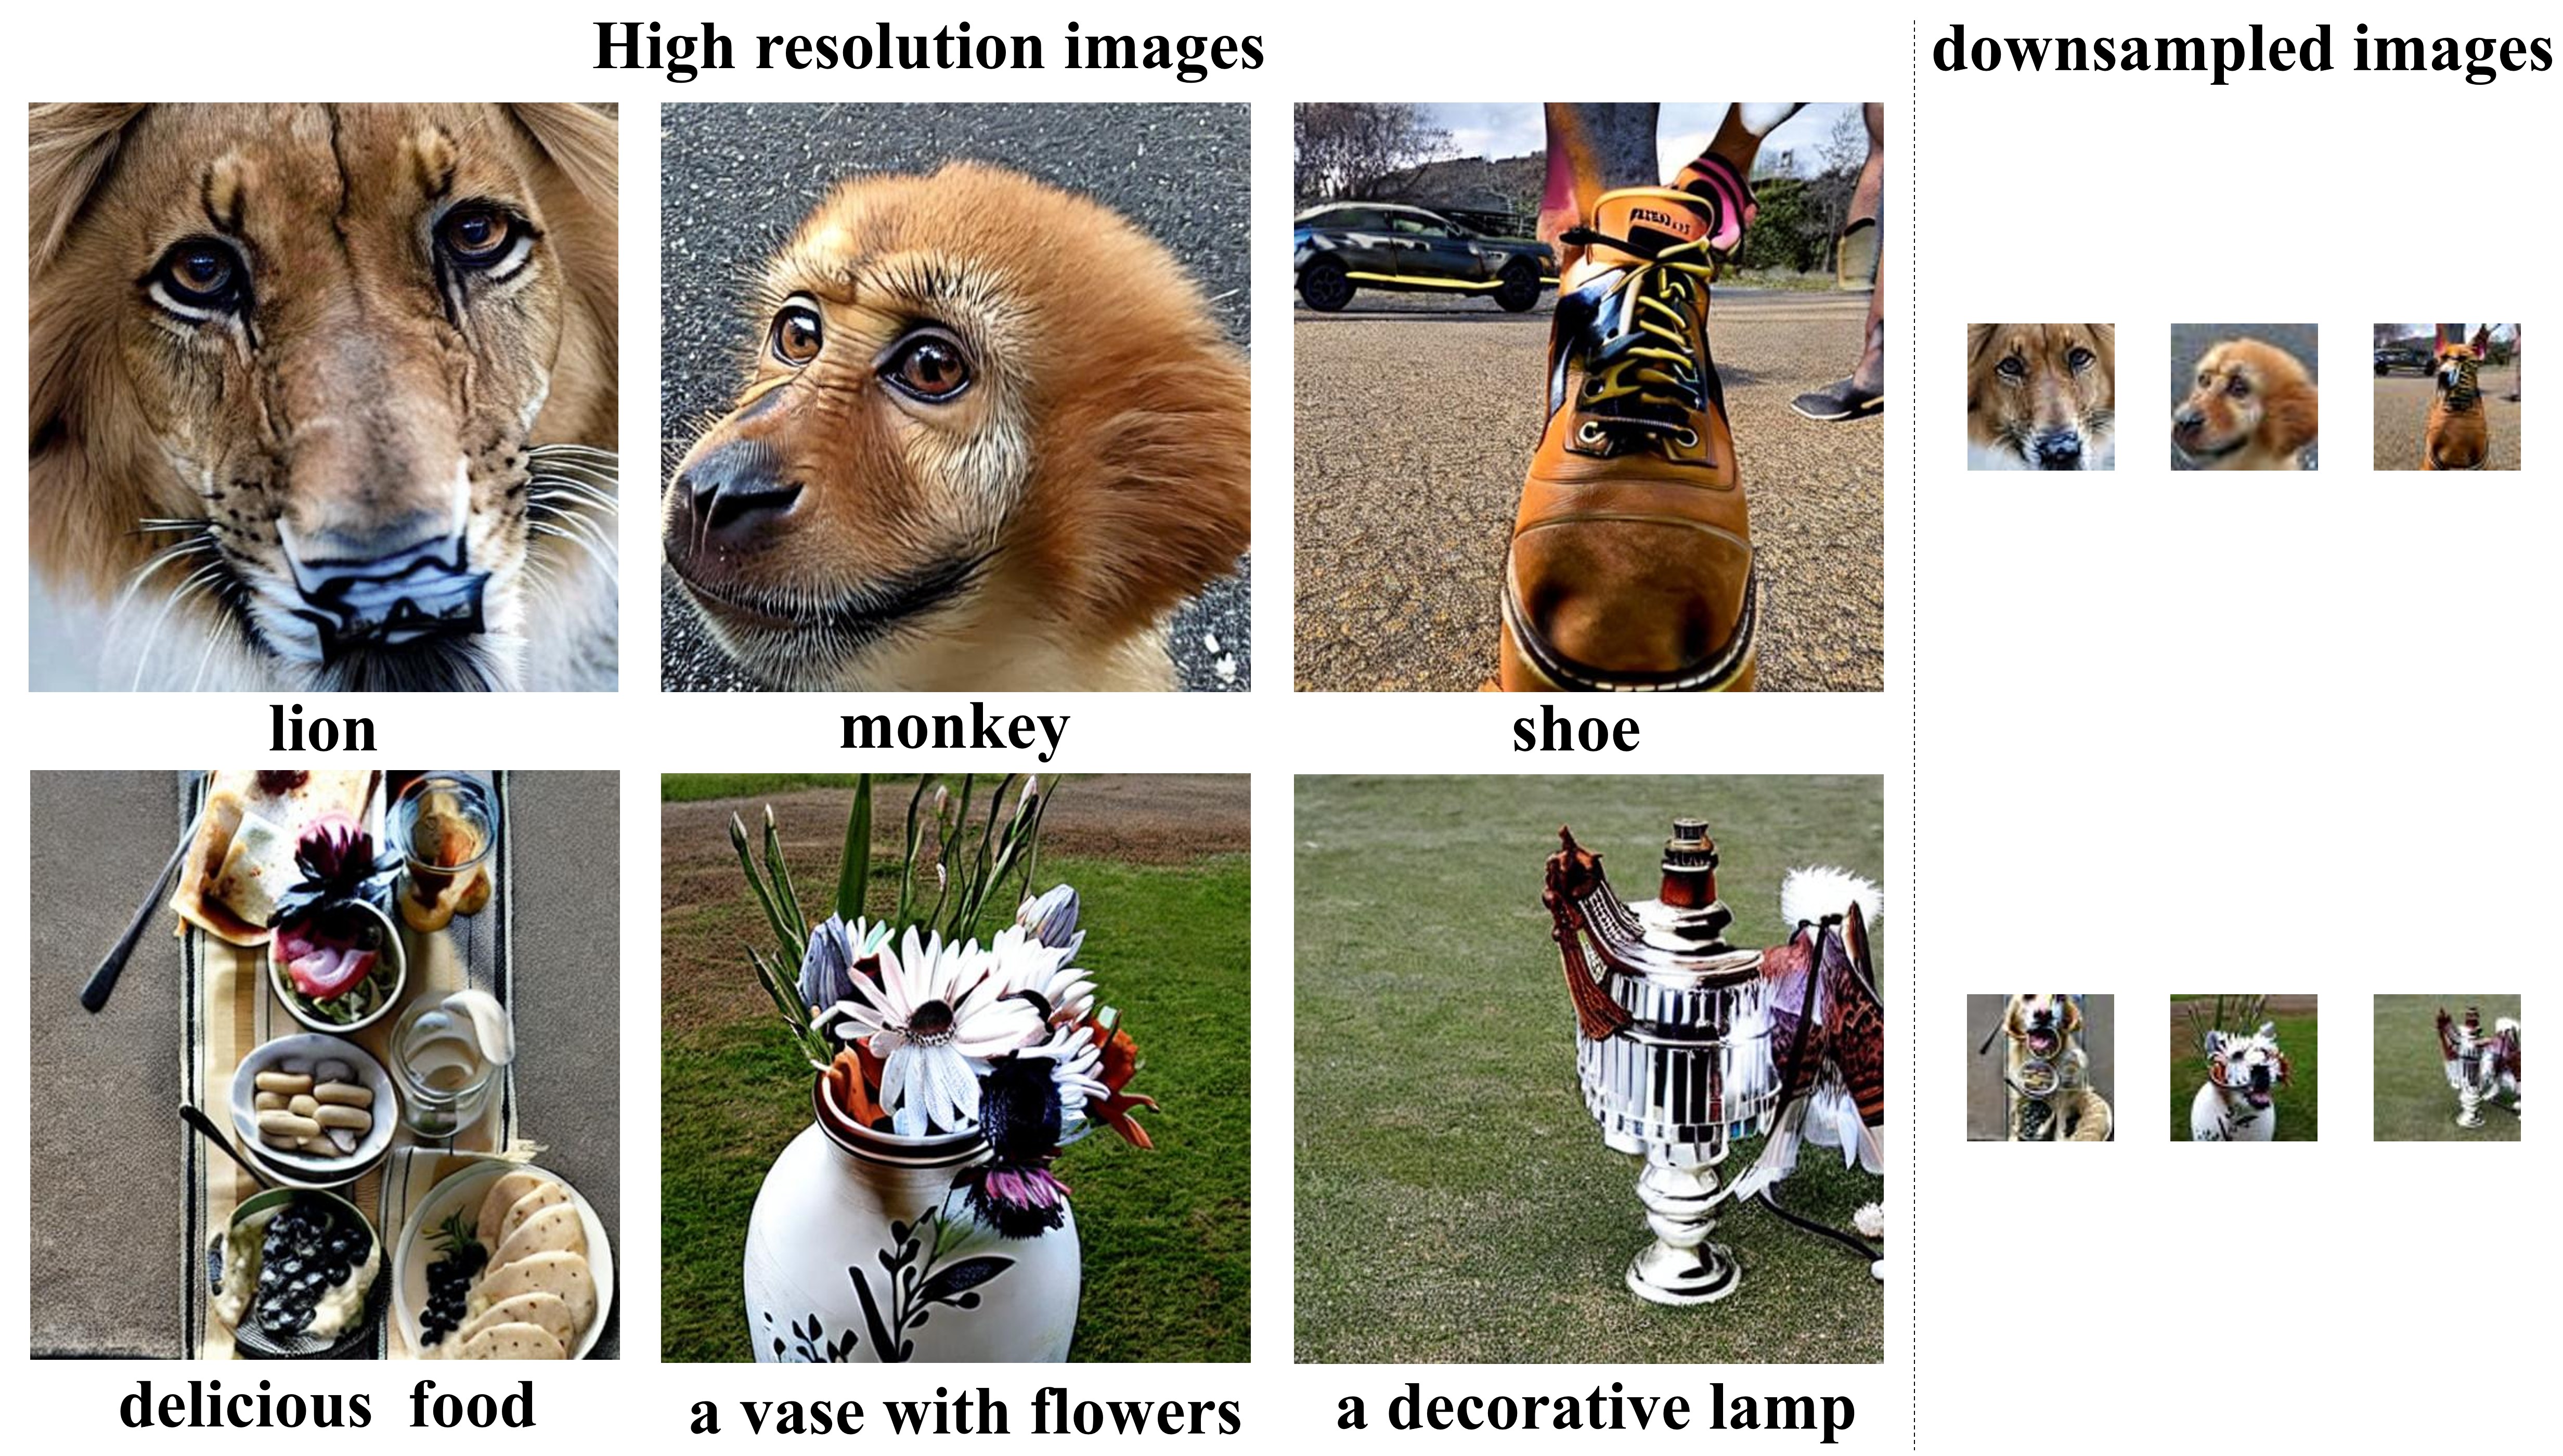 High resolution images
downsampled images
lion
monkey
shoe
delicious food
a vase with flowers
a decorative lamp